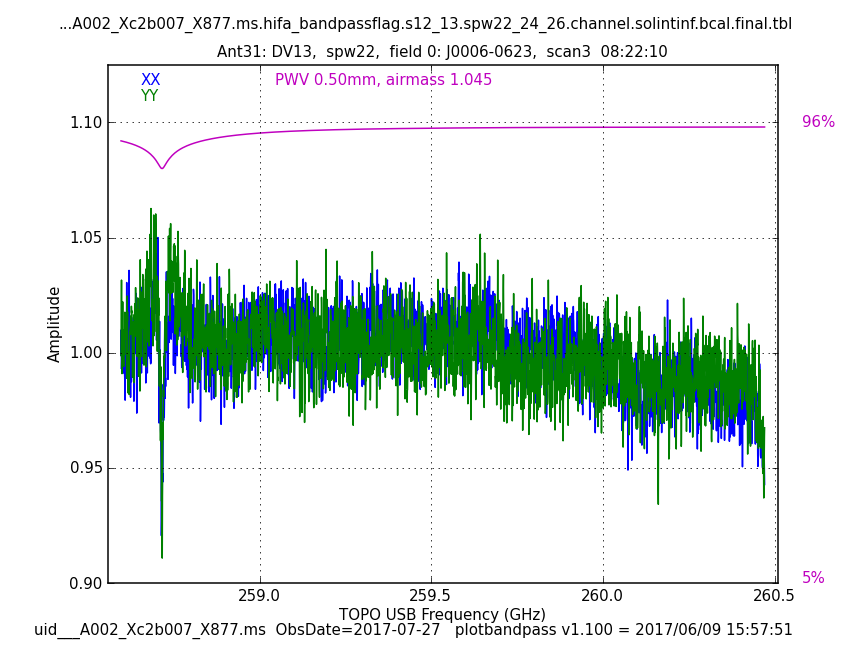 ...A002_Xc2b007_X877.ms.hifa_bandpassflag.s12_13.spw22_24_26.channel.solintinf.bcal.final.tbl
Ant31: DV13, spw22, field 0: J0006-0623, scan3 08:22:10
XX
YY
PWV 0.50mm, airmass 1.045
96%
5%
1.10
1.05
1.00
0.95
0.90
Amplitude
259.0 259.5 260.0 260.5
TOPO USB Frequency (GHz)
uid___A002_Xc2b007_X877.ms ObsDate=2017-07-27 plotbandpass v1.100 = 2017/06/09 15:57:51